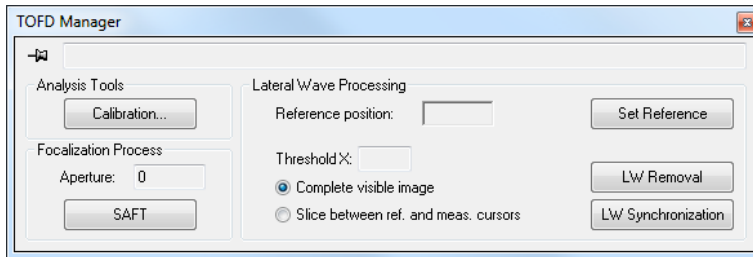 TOFD Manager
Analysis Tools
Calibration...
Focalization Process
Aperture: 0
SAFT
Lateral Wave Processing
Reference position:
Set Reference
Threshold X:
Complete visible image
LW Removal
Slice between ref. and meas. cursors
LW Synchronization